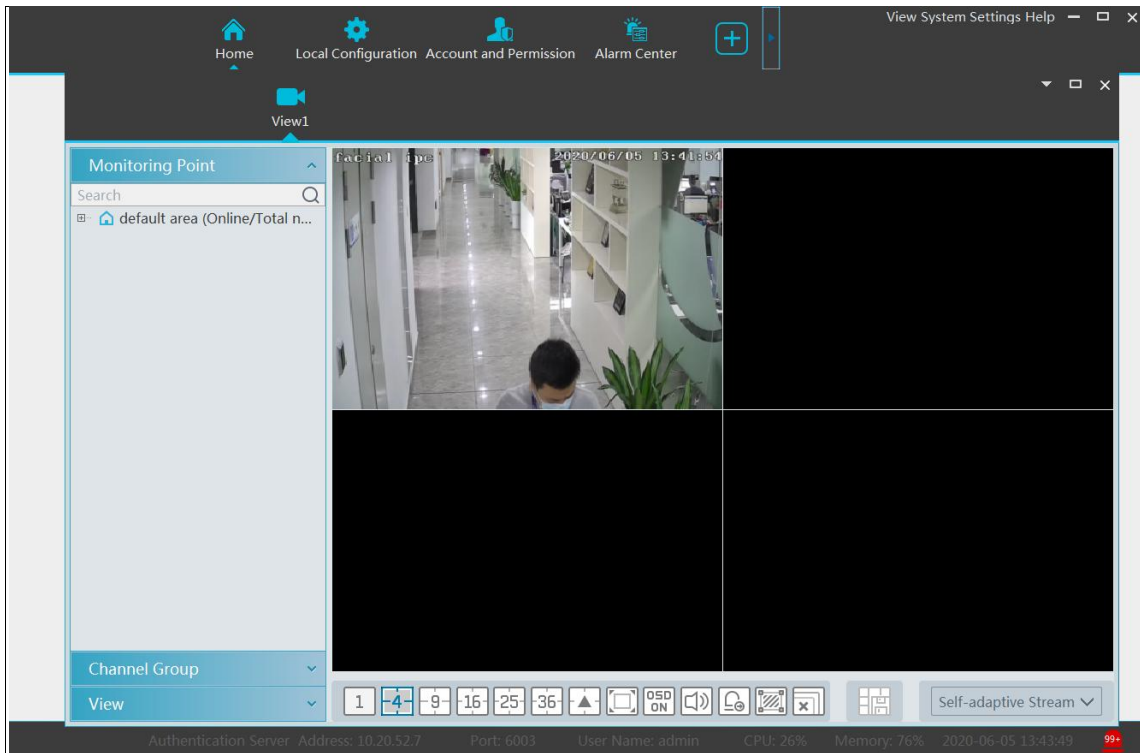 View System Settings Help
Home
Local Configuration
Account and Permission
Alarm Center
View1
Monitoring Point
Search
default area (Online/Total n...
facial ipc
2020/06/05 13:41:54
Channel Group
View
1
4
9
16
25
36
OSD
ON
Self-adaptive Stream
Authentication Server Address: 10.20.52.7 Port: 6003 User Name: admin CPU: 26% Memory: 76% 2020-06-05 13:43:49 99+